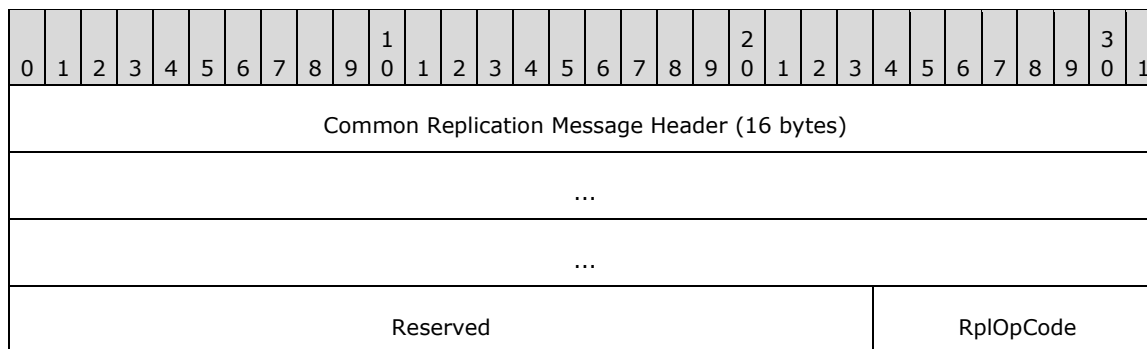 1 2 3
0 1 2 3 4 5 6 7 8 9 0 1 2 3 4 5 6 7 8 9 0 1 2 3 4 5 6 7 8 9 0 1
Common Replication Message Header (16 bytes)
...
...
Reserved RplOpCode